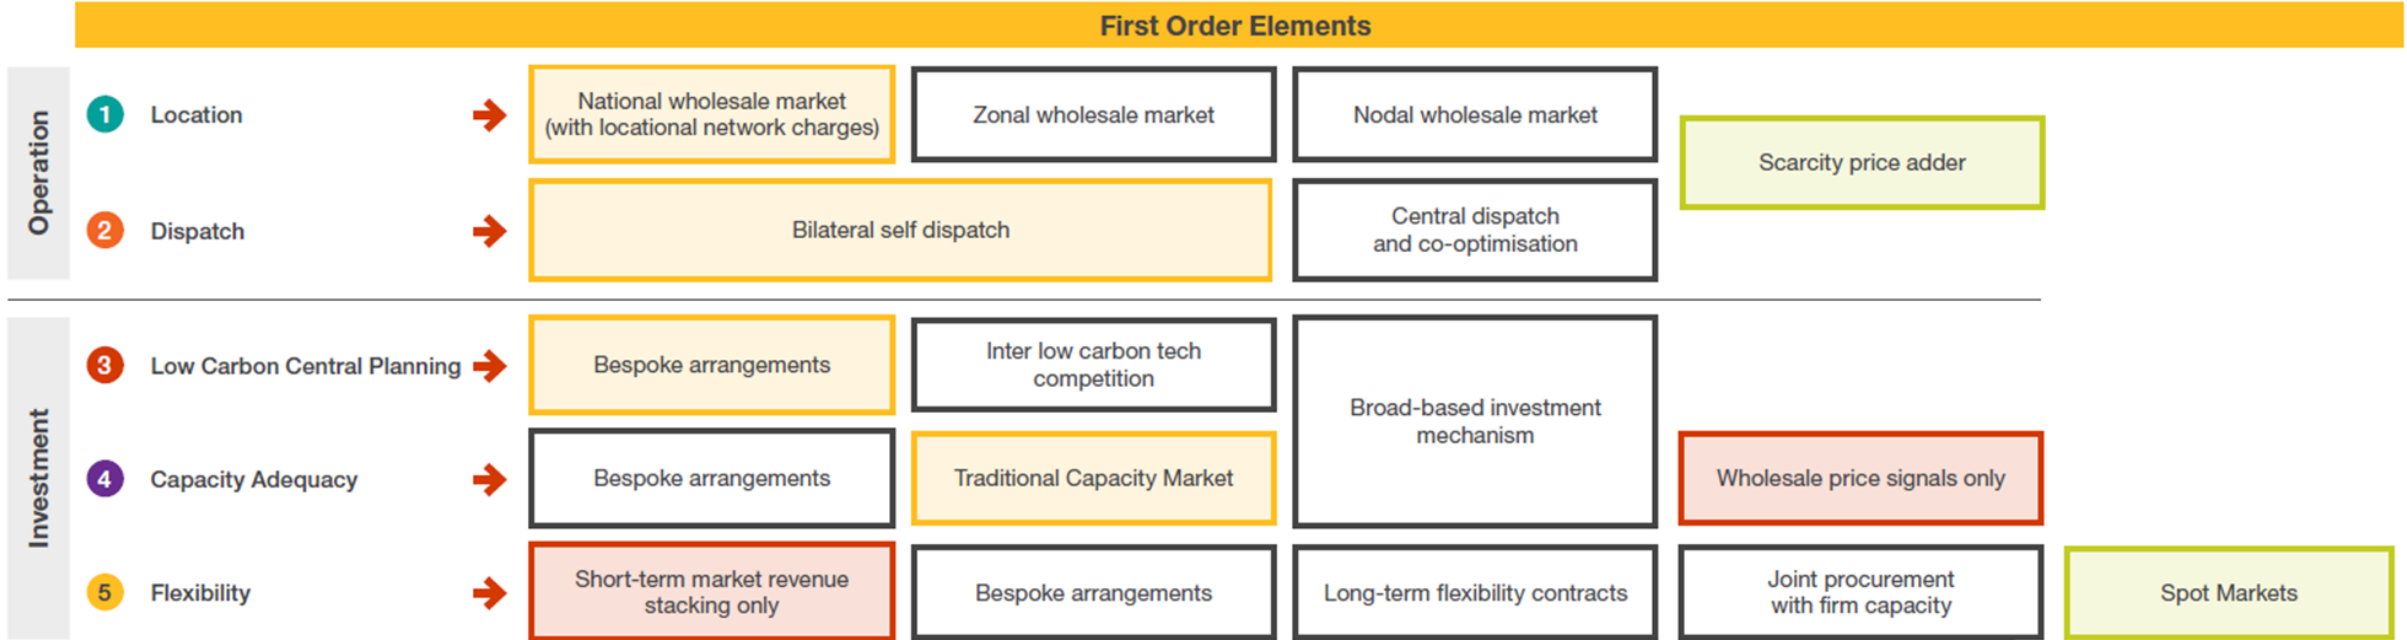 First Order Elements
Operation
1 Location
National wholesale market
(with locational network charges)
Zonal wholesale market
Nodal wholesale market
Scarcity price adder
2 Dispatch
Bilateral self dispatch
Central dispatch
and co-optimisation
Investment
3 Low Carbon Central Planning
Bespoke arrangements
Inter low carbon tech
competition
Broad-based investment
mechanism
4 Capacity Adequacy
Bespoke arrangements
Traditional Capacity Market
Wholesale price signals only
5 Flexibility
Short-term market revenue
stacking only
Bespoke arrangements
Long-term flexibility contracts
Joint procurement
with firm capacity
Spot Markets